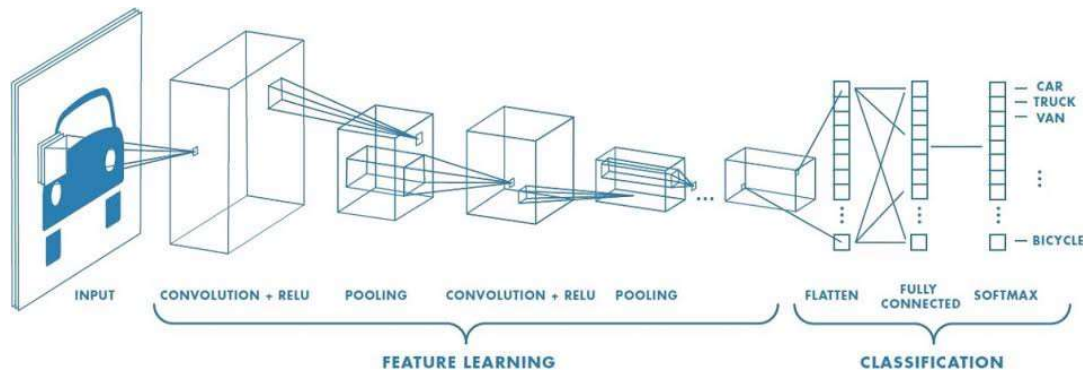 CAR
TRUCK
VAN
BICYCLE
INPUT
CONVOLUTION + RELU
POOLING
CONVOLUTION + RELU
POOLING
FLATTEN
FULLY
CONNECTED
SOFTMAX
FEATURE LEARNING
CLASSIFICATION